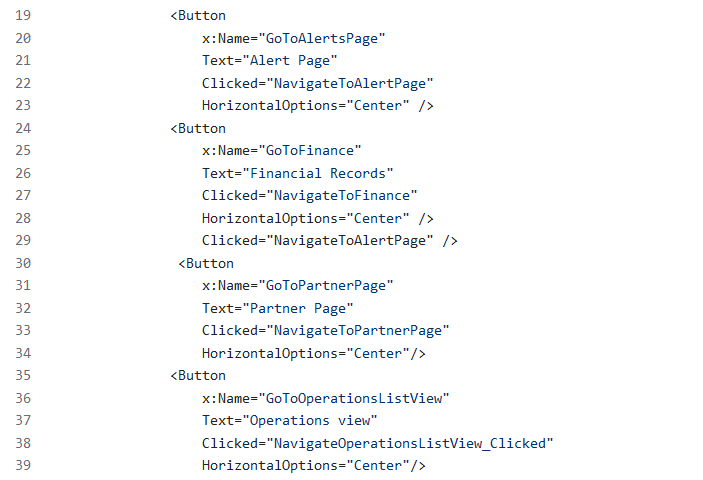 19 <Button
20 x:Name="GoToAlertsPage"
21 Text="Alert Page"
22 Clicked="NavigateToAlertPage"
23 HorizontalOptions="Center" />
24 <Button
25 x:Name="GoToFinance"
26 Text="Financial Records"
27 Clicked="NavigateToFinance"
28 HorizontalOptions="Center" />
29 Clicked="NavigateToAlertPage" />
30 <Button
31 x:Name="GoToPartnerPage"
32 Text="Partner Page"
33 Clicked="NavigateToPartnerPage"
34 HorizontalOptions="Center"/>
35 <Button
36 x:Name="GoToOperationsListView"
37 Text="Operations view"
38 Clicked="NavigateOperationsListView_Clicked"
39 HorizontalOptions="Center"/>